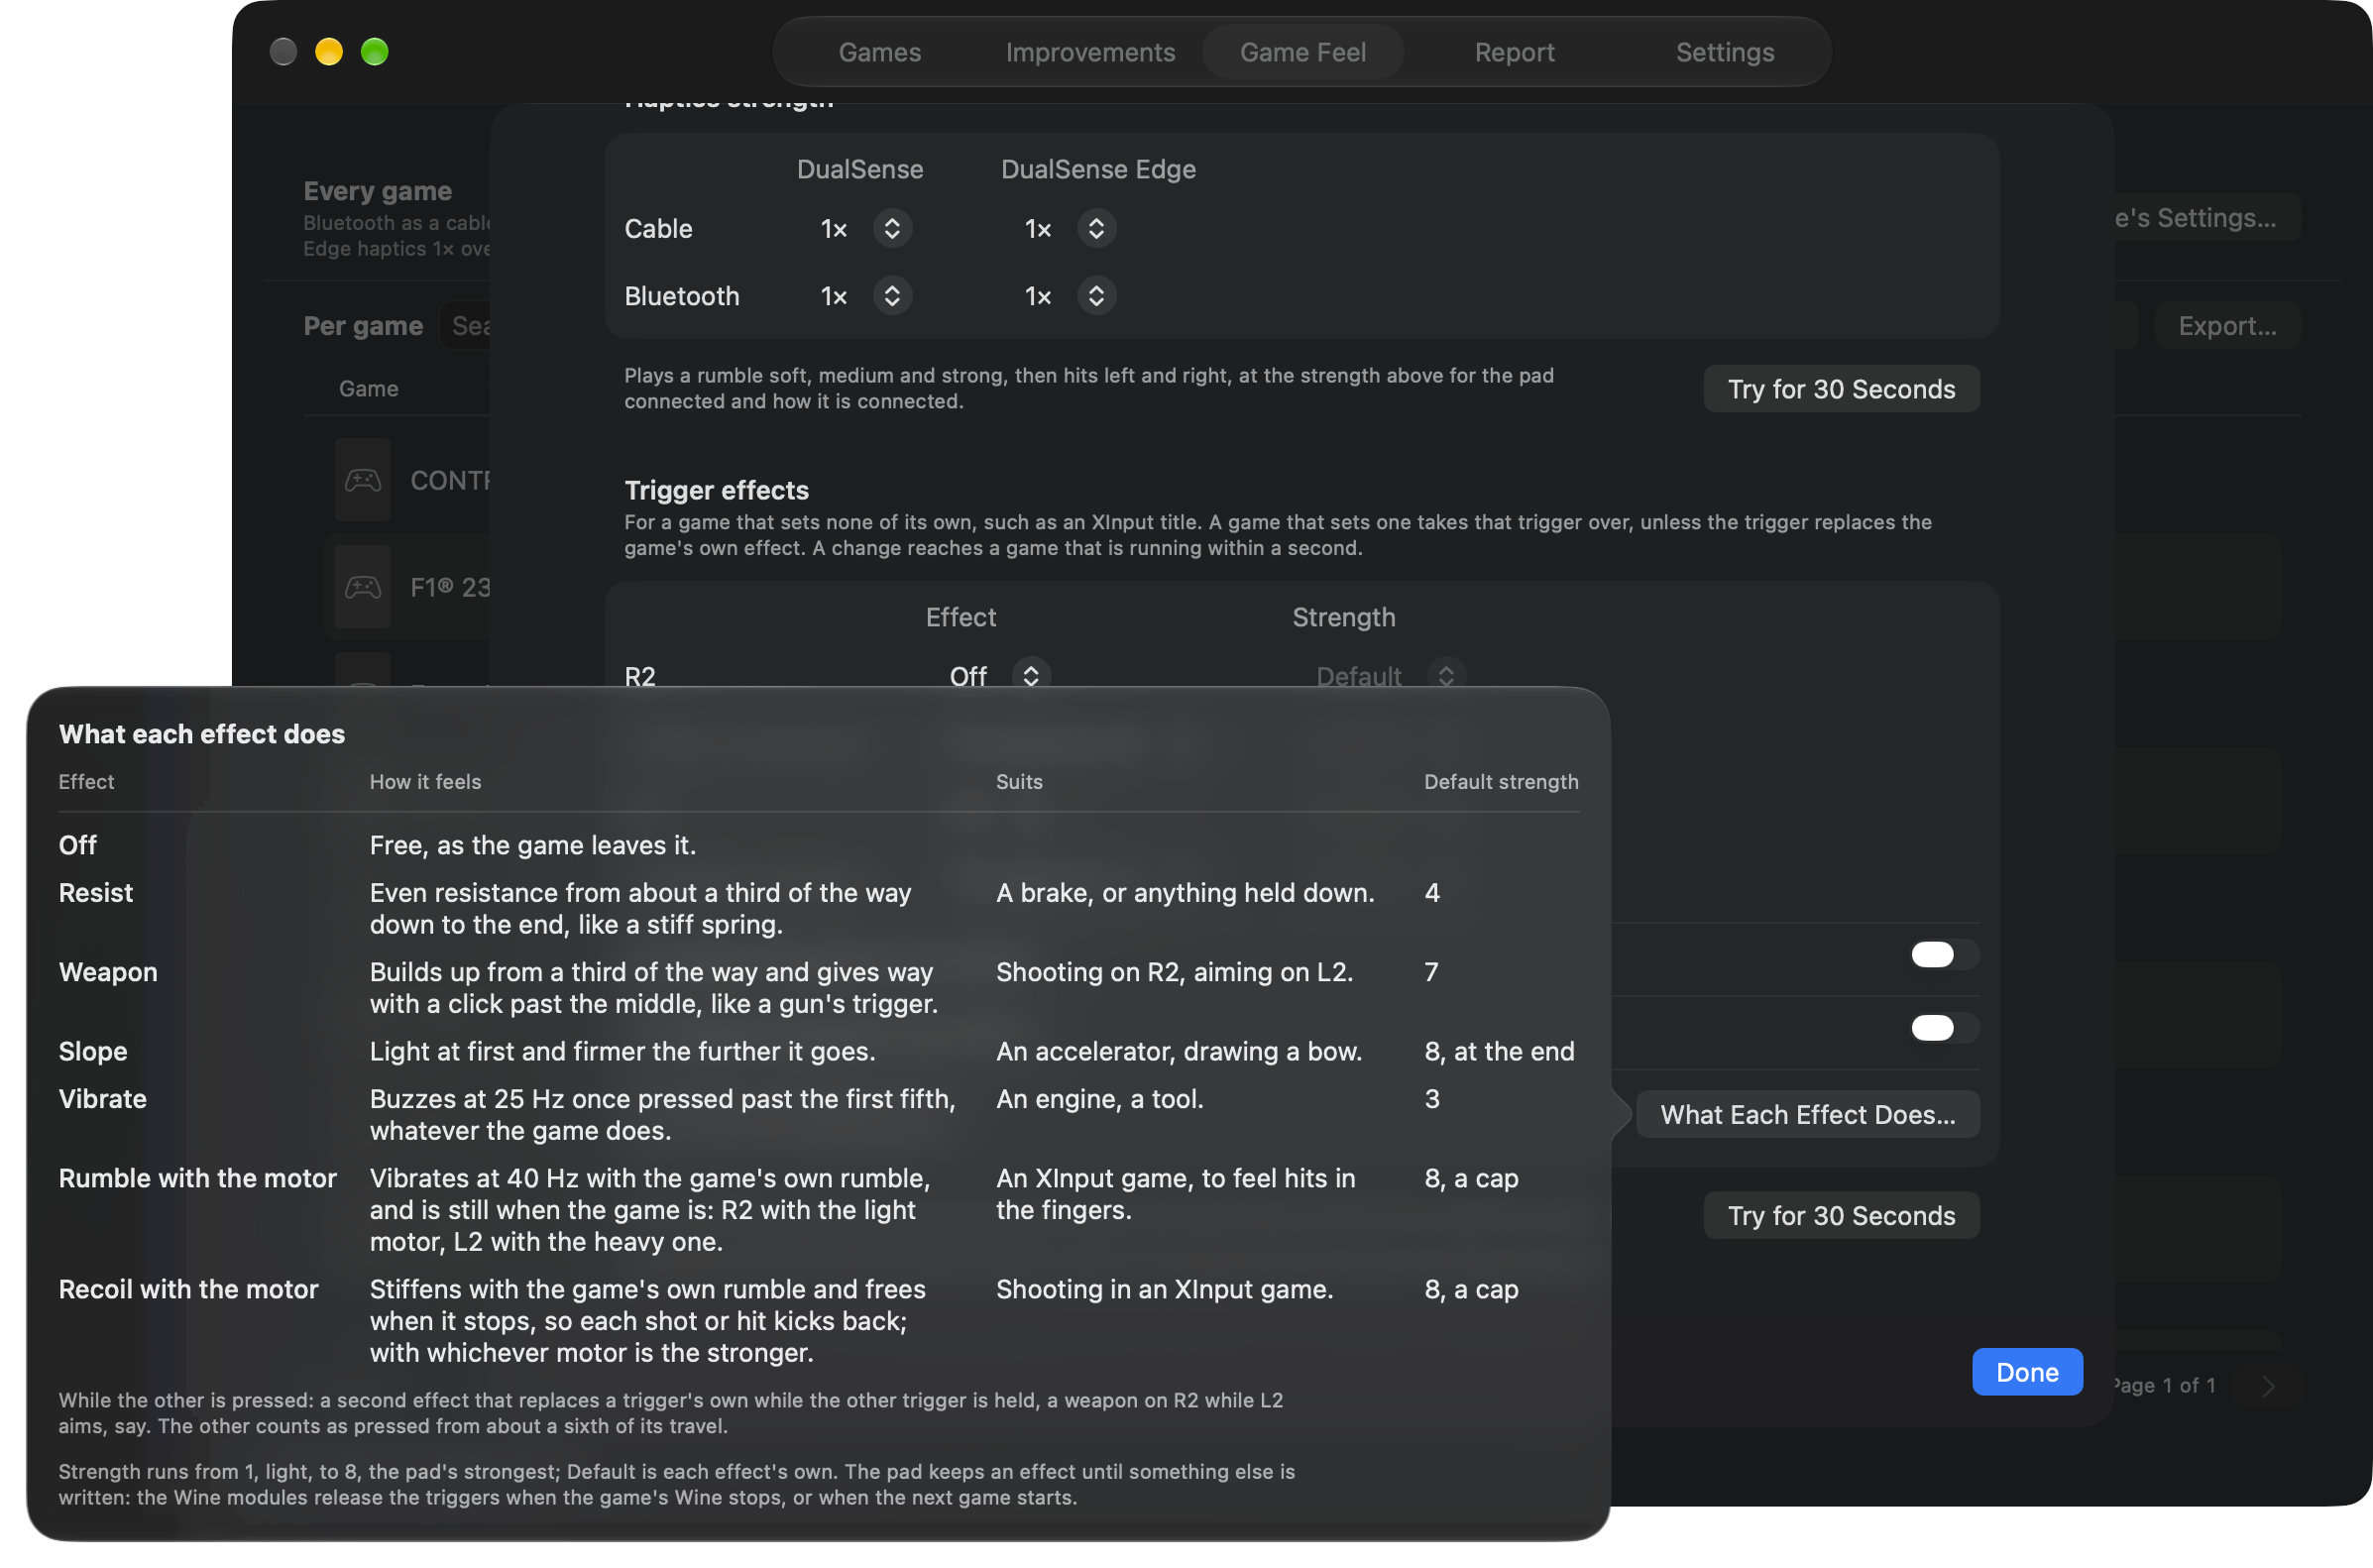 Games Improvements Game Feel Report Settings
Haptics strength
DualSense DualSense Edge
Cable 1× 1×
Bluetooth 1× 1×
Plays a rumble soft, medium and strong, then hits left and right, at the strength above for the pad
connected and how it is connected.
Try for 30 Seconds
Every game
Bluetooth as a
Edge haptics 1×
Settings...
Per game
Export...
Game
F1® 23
Trigger effects
For a game that sets none of its own, such as an XInput title. A game that sets one takes that trigger over, unless the trigger replaces the
game's own effect. A change reaches a game that is running within a second.
Effect Strength
R2 Off Default
What each effect does
Effect How it feels Suits Default strength
Off Free, as the game leaves it.
Resist Even resistance from about a third of the way A brake, or anything held down. 4
down to the end, like a stiff spring.
Weapon Builds up from a third of the way and gives way Shooting on R2, aiming on L2. 7
with a click past the middle, like a gun's trigger.
Slope Light at first and firmer the further it goes. An accelerator, drawing a bow. 8, at the end
Vibrate Buzzes at 25 Hz once pressed past the first fifth, An engine, a tool. 3
whatever the game does.
Rumble with the motor Vibrates at 40 Hz with the game's own rumble, An XInput game, to feel hits in 8, a cap
and is still when the game is: R2 with the light the fingers.
motor, L2 with the heavy one.
Recoil with the motor Stiffens with the game's own rumble and frees Shooting in an XInput game. 8, a cap
when it stops, so each shot or hit kicks back;
with whichever motor is the stronger.
While the other is pressed: a second effect that replaces a trigger's own while the other trigger is held, a weapon on R2 while L2
aims, say. The other counts as pressed from about a sixth of its travel.
Strength runs from 1, light, to 8, the pad's strongest; Default is each effect's own. The pad keeps an effect until something else is
written: the Wine modules release the triggers when the game's Wine stops, or when the next game starts.
What Each Effect Does...
Try for 30 Seconds
Done
Page 1 of 1